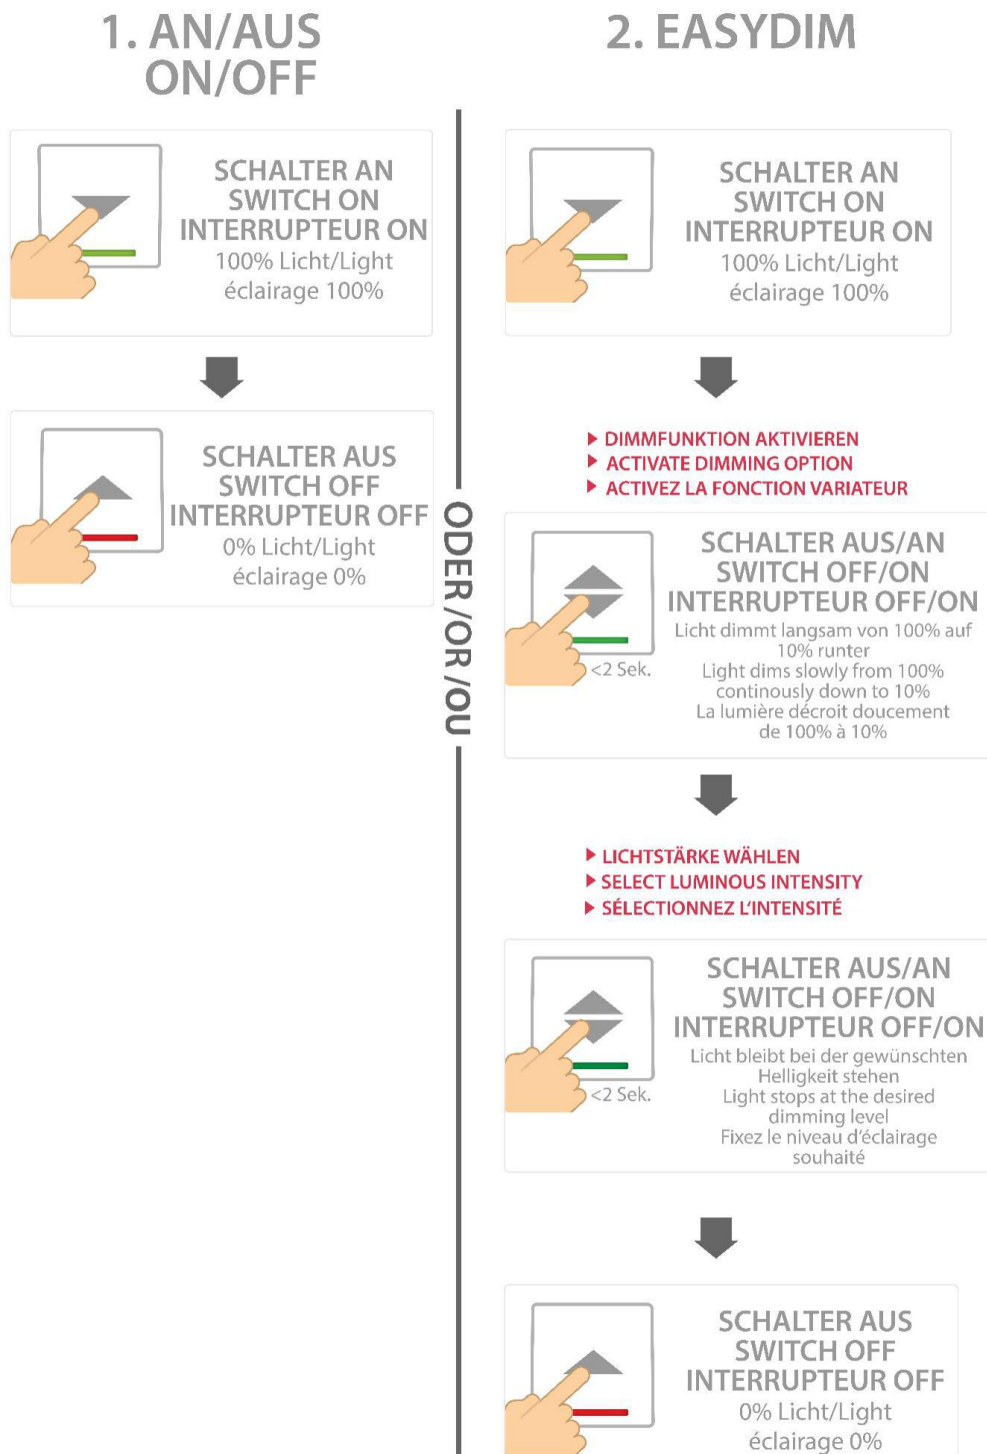 1. AN/AUS
ON/OFF
SCHALTER AN
SWITCH ON
INTERRUPTEUR ON
100% Licht/Light
éclairage 100%
SCHALTER AUS
SWITCH OFF
INTERRUPTEUR OFF
0% Licht/Light
éclairage 0%
ODER /OR /OU
2. EASYDIM
SCHALTER AN
SWITCH ON
INTERRUPTEUR ON
100% Licht/Light
éclairage 100%
DIMMFUNKTION AKTIVIEREN
ACTIVATE DIMMING OPTION
ACTIVEZ LA FONCTION VARIATEUR
<2 Sek.
SCHALTER AUS/AN
SWITCH OFF/ON
INTERRUPTEUR OFF/ON
Licht dimmt langsam von 100% auf
10% runter
Light dims slowly from 100%
continously down to 10%
La lumière décroit doucement
de 100% à 10%
LICHTSTÄRKE WÄHLEN
SELECT LUMINOUS INTENSITY
SÉLECTIONNEZ L'INTENSITÉ
<2 Sek.
SCHALTER AUS/AN
SWITCH OFF/ON
INTERRUPTEUR OFF/ON
Licht bleibt bei der gewünschten
Helligkeit stehen
Light stops at the desired
dimming level
Fixez le niveau d'éclairage
souhaité
SCHALTER AUS
SWITCH OFF
INTERRUPTEUR OFF
0% Licht/Light
éclairage 0%